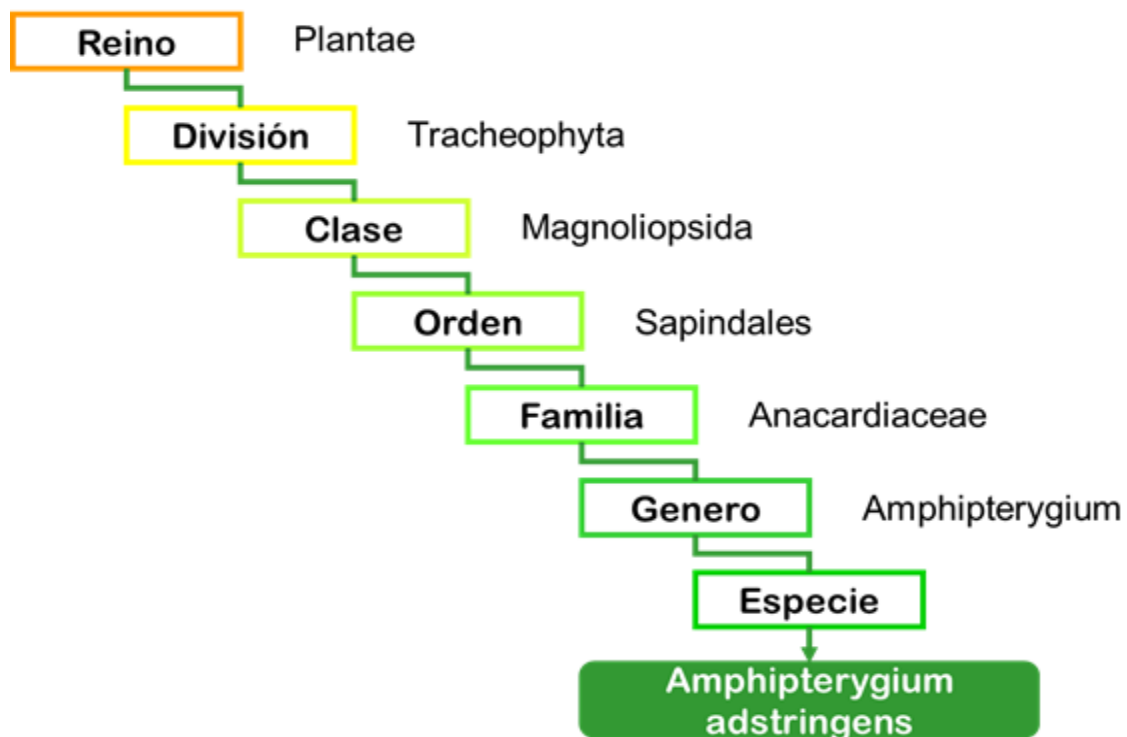 Reino Plantae
División Tracheophyta
Clase Magnoliopsida
Orden Sapindales
Familia Anacardiaceae
Genero Amphipterygium
Especie
Amphipterygium
adstringens